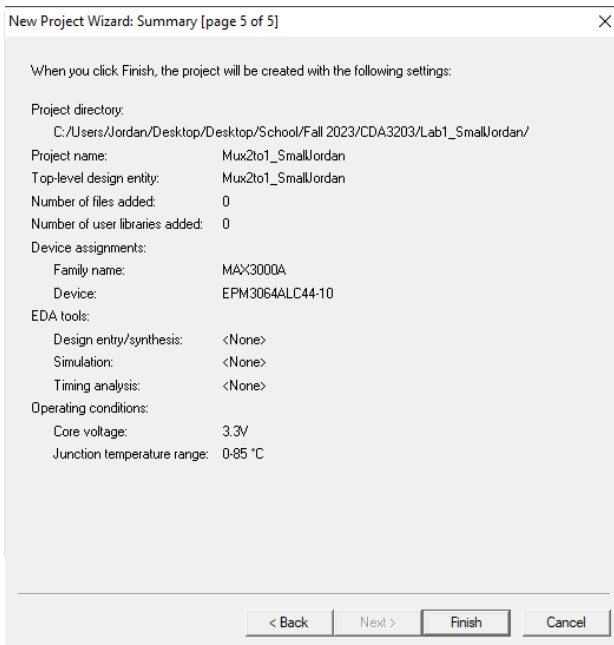 New Project Wizard: Summary [page 5 of 5]
When you click Finish, the project will be created with the following settings:
Project directory:
C:/Users/Jordan/Desktop/Desktop/School/Fall 2023/CDA3203/Lab1_SmallJordan/
Project name: Mux2to1_SmallJordan
Top-level design entity: Mux2to1_SmallJordan
Number of files added: 0
Number of user libraries added: 0
Device assignments:
Family name: MAX3000A
Device: EPM3064ALC44-10
EDA tools:
Design entry/synthesis: <None>
Simulation: <None>
Timing analysis: <None>
Operating conditions:
Core voltage: 3.3V
Junction temperature range: 0-85 °C
< Back Next > Finish Cancel